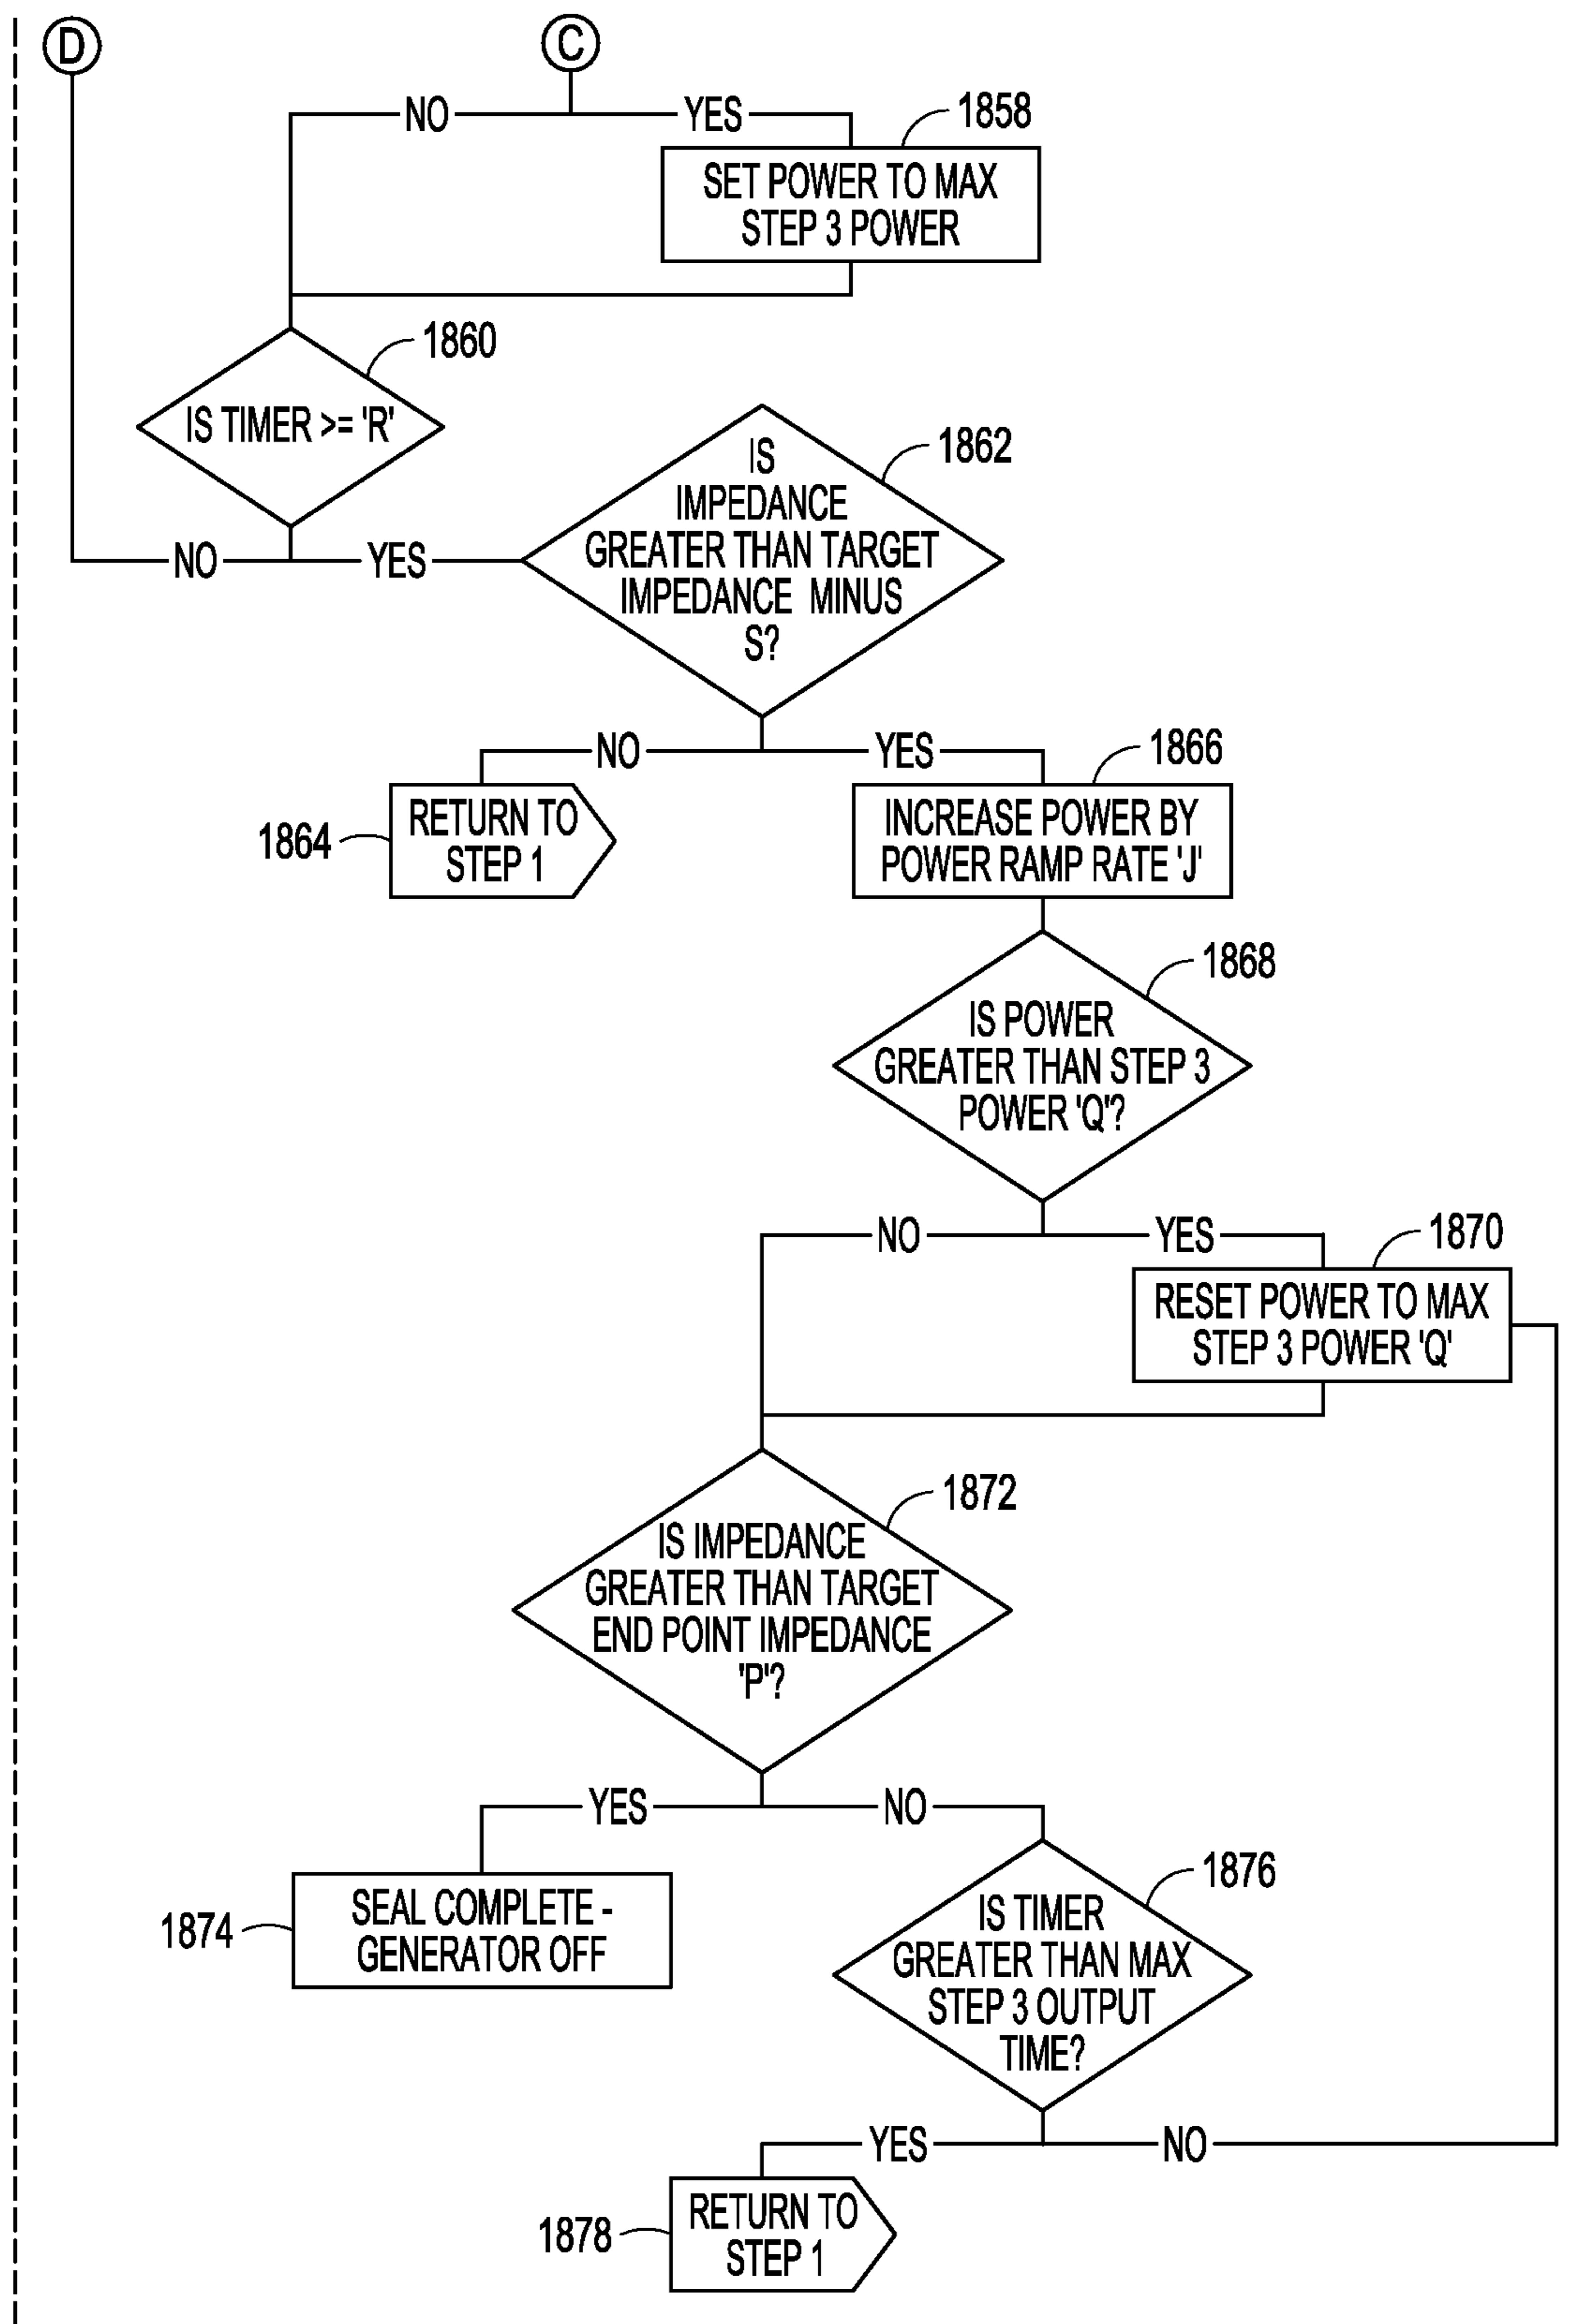 D
C
NO
YES
1858
SET POWER TO MAX
STEP 3 POWER
1860
IS TIMER >= 'R'
1862
IS
IMPEDANCE
GREATER THAN TARGET
IMPEDANCE MINUS
S?
NO
YES
NO
YES
1866
1864
RETURN TO
STEP 1
INCREASE POWER BY
POWER RAMP RATE 'J'
1868
IS POWER
GREATER THAN STEP 3
POWER 'Q'?
NO
YES
1870
RESET POWER TO MAX
STEP 3 POWER 'Q'
1872
IS IMPEDANCE
GREATER THAN TARGET
END POINT IMPEDANCE
'P'?
YES
NO
1874
SEAL COMPLETE -
GENERATOR OFF
1876
IS TIMER
GREATER THAN MAX
STEP 3 OUTPUT
TIME?
YES
NO
1878
RETURN TO
STEP 1